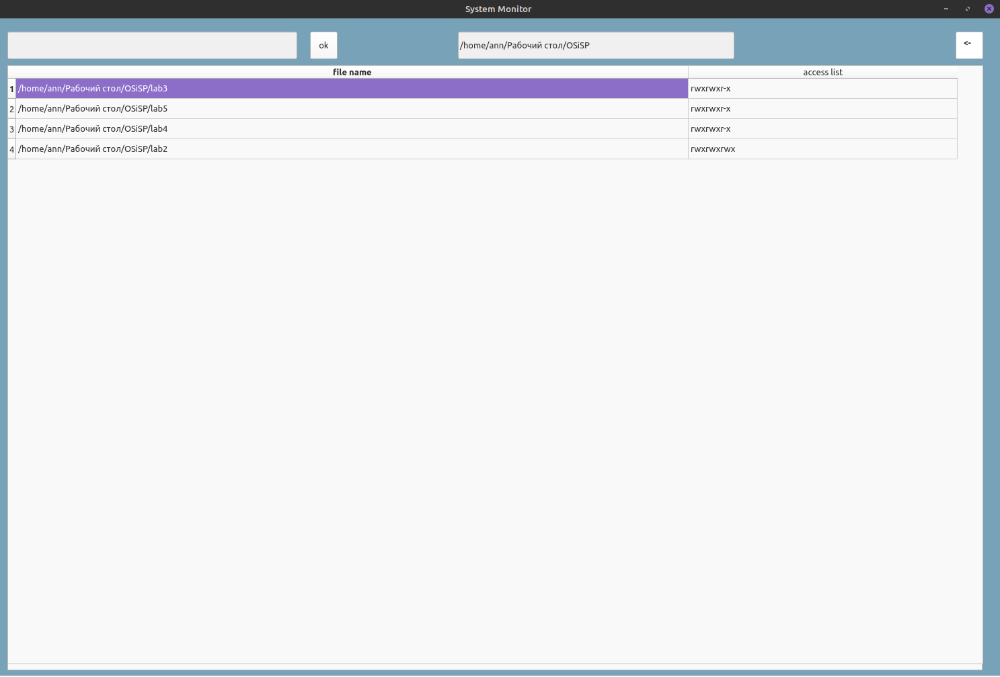 System Monitor
ok
/home/ann/Рабочий стол/OSiSP
<-
file name access list
1 /home/ann/Рабочий стол/OSiSP/lab3 rwxrwxr-x
2 /home/ann/Рабочий стол/OSiSP/lab5 rwxrwxr-x
3 /home/ann/Рабочий стол/OSiSP/lab4 rwxrwxr-x
4 /home/ann/Рабочий стол/OSiSP/lab2 rwxrwxrwx